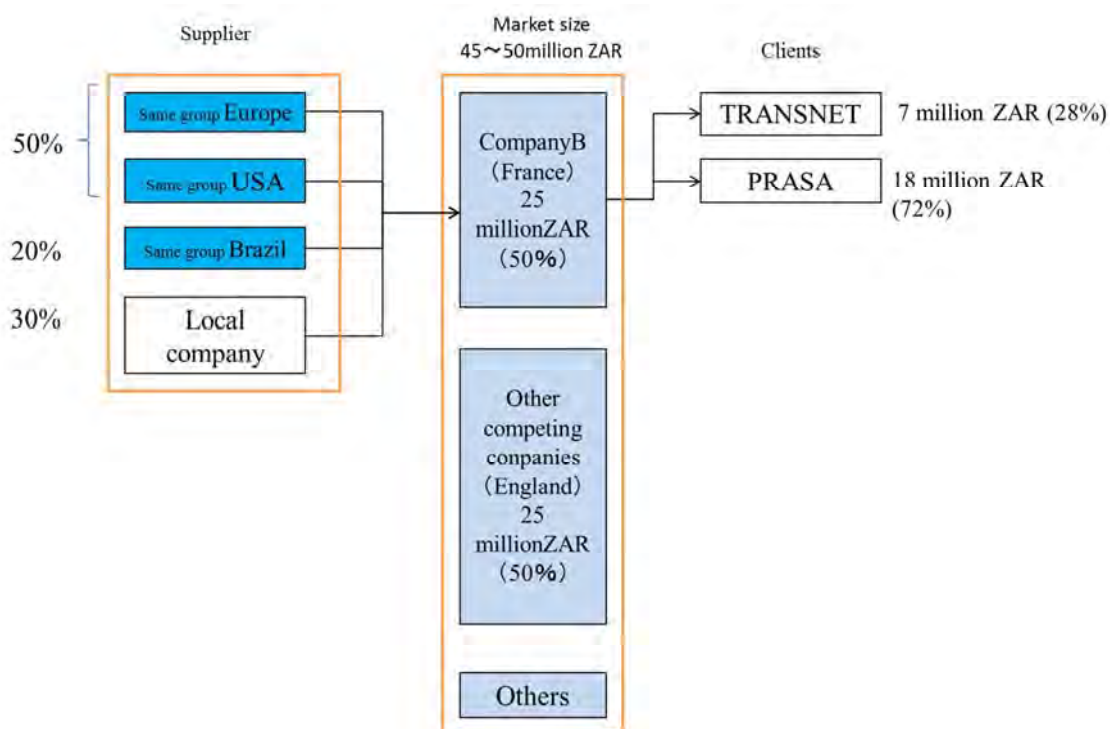 Supplier
Market size
45～50million ZAR
Clients
50%
20%
30%
Same group Europe
Same group USA
Same group Brazil
Local
company
CompanyB
（France）
25
millionZAR
（50%）
Other
competing
conpanies
（England）
25
millionZAR
（50%）
Others
TRANSNET
7 million ZAR (28%)
PRASA
18 million ZAR
(72%)